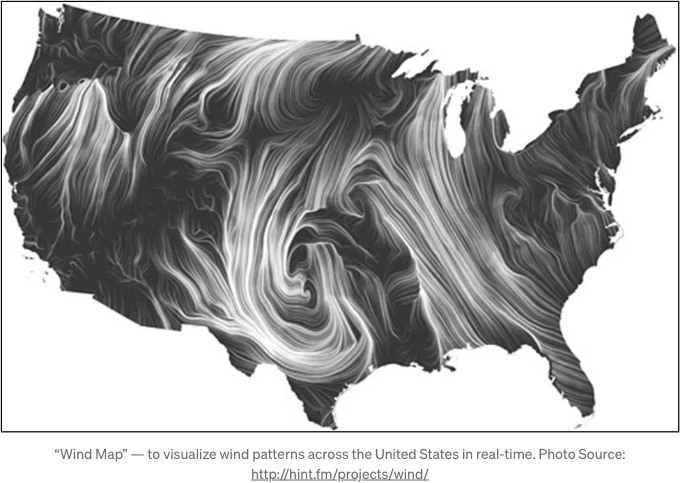 “Wind Map” — to visualize wind patterns across the United States in real-time. Photo Source:
http://hint.fm/projects/wind/